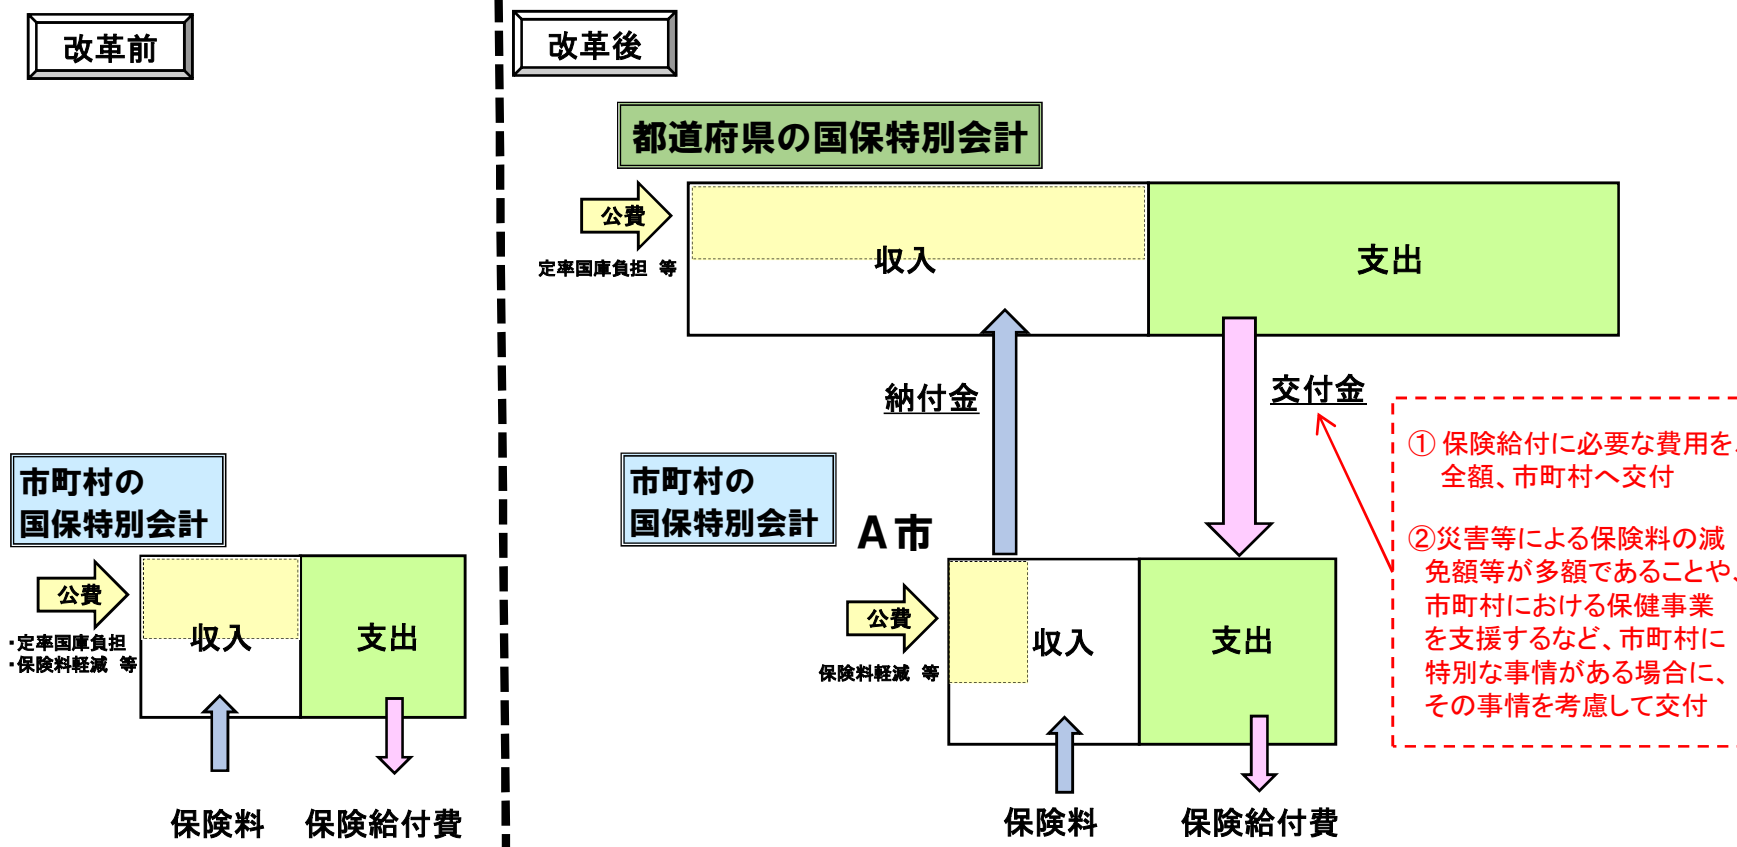 改革前
市町村の
国保特別会計
公費
・定率国庫負担
・保険料軽減 等
収入
支出
保険料
保険給付費
改革後
都道府県の国保特別会計
公費
定率国庫負担 等
収入
支出
納付金
交付金
市町村の
国保特別会計
A市
公費
保険料軽減 等
収入
支出
保険料
保険給付費
① 保険給付に必要な費用を、
全額、市町村へ交付
②災害等による保険料の減
免額等が多額であることや、
市町村における保健事業
を支援するなど、市町村に
特別な事情がある場合に、
その事情を考慮して交付